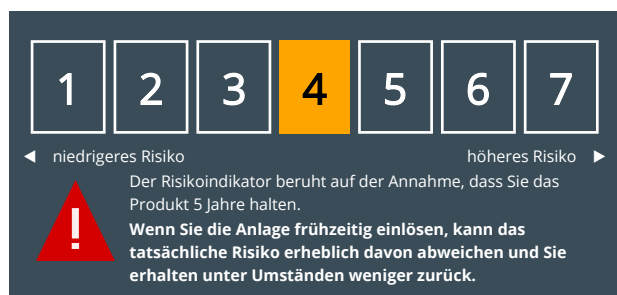 1 2 3 4 5 6 7
niedrigeres Risiko höheres Risiko
Der Risikoindikator beruht auf der Annahme, dass Sie das
Produkt 5 Jahre halten.
Wenn Sie die Anlage frühzeitig einlösen, kann das
tatsächliche Risiko erheblich davon abweichen und Sie
erhalten unter Umständen weniger zurück.